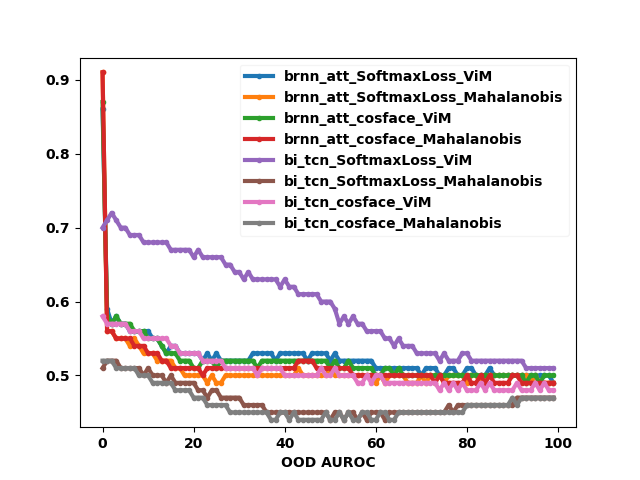 brnn_att_SoftmaxLoss_ViM
brnn_att_SoftmaxLoss_Mahalanobis
brnn_att_cosface_ViM
brnn_att_cosface_Mahalanobis
bi_tcn_SoftmaxLoss_ViM
bi_tcn_SoftmaxLoss_Mahalanobis
bi_tcn_cosface_ViM
bi_tcn_cosface_Mahalanobis
0.9
0.8
0.7
0.6
0.5
0 20 40 60 80 100
OOD AUROC